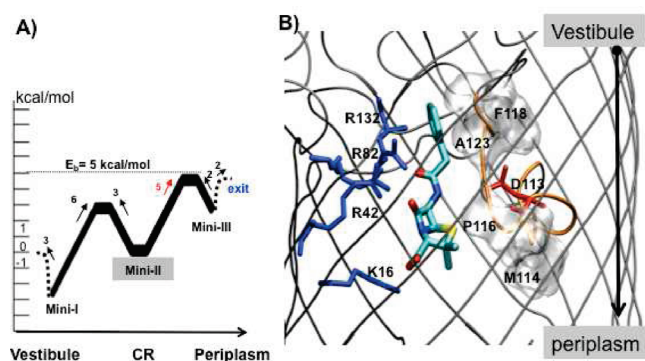 A)
kcal/mol
E_b= 5 kcal/mol
2
2
5
exit
6
3
Mini-III
3
1
0
-1
Mini-II
Mini-I
Vestibule CR Periplasm
B)
Vestibule
R132
F118
A123
R82
D113
R42
P116
K16
M114
periplasm